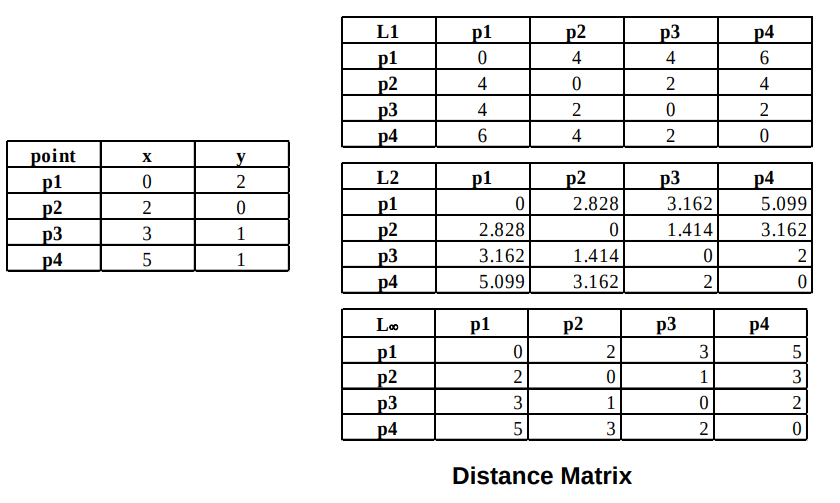 point x y
p1 0 2
p2 2 0
p3 3 1
p4 5 1
L1 p1 p2 p3 p4
p1 0 4 4 6
p2 4 0 2 4
p3 4 2 0 2
p4 6 4 2 0
L2 p1 p2 p3 p4
p1 0 2.828 3.162 5.099
p2 2.828 0 1.414 3.162
p3 3.162 1.414 0 2
p4 5.099 3.162 2 0
L∞ p1 p2 p3 p4
p1 0 2 3 5
p2 2 0 1 3
p3 3 1 0 2
p4 5 3 2 0
Distance Matrix